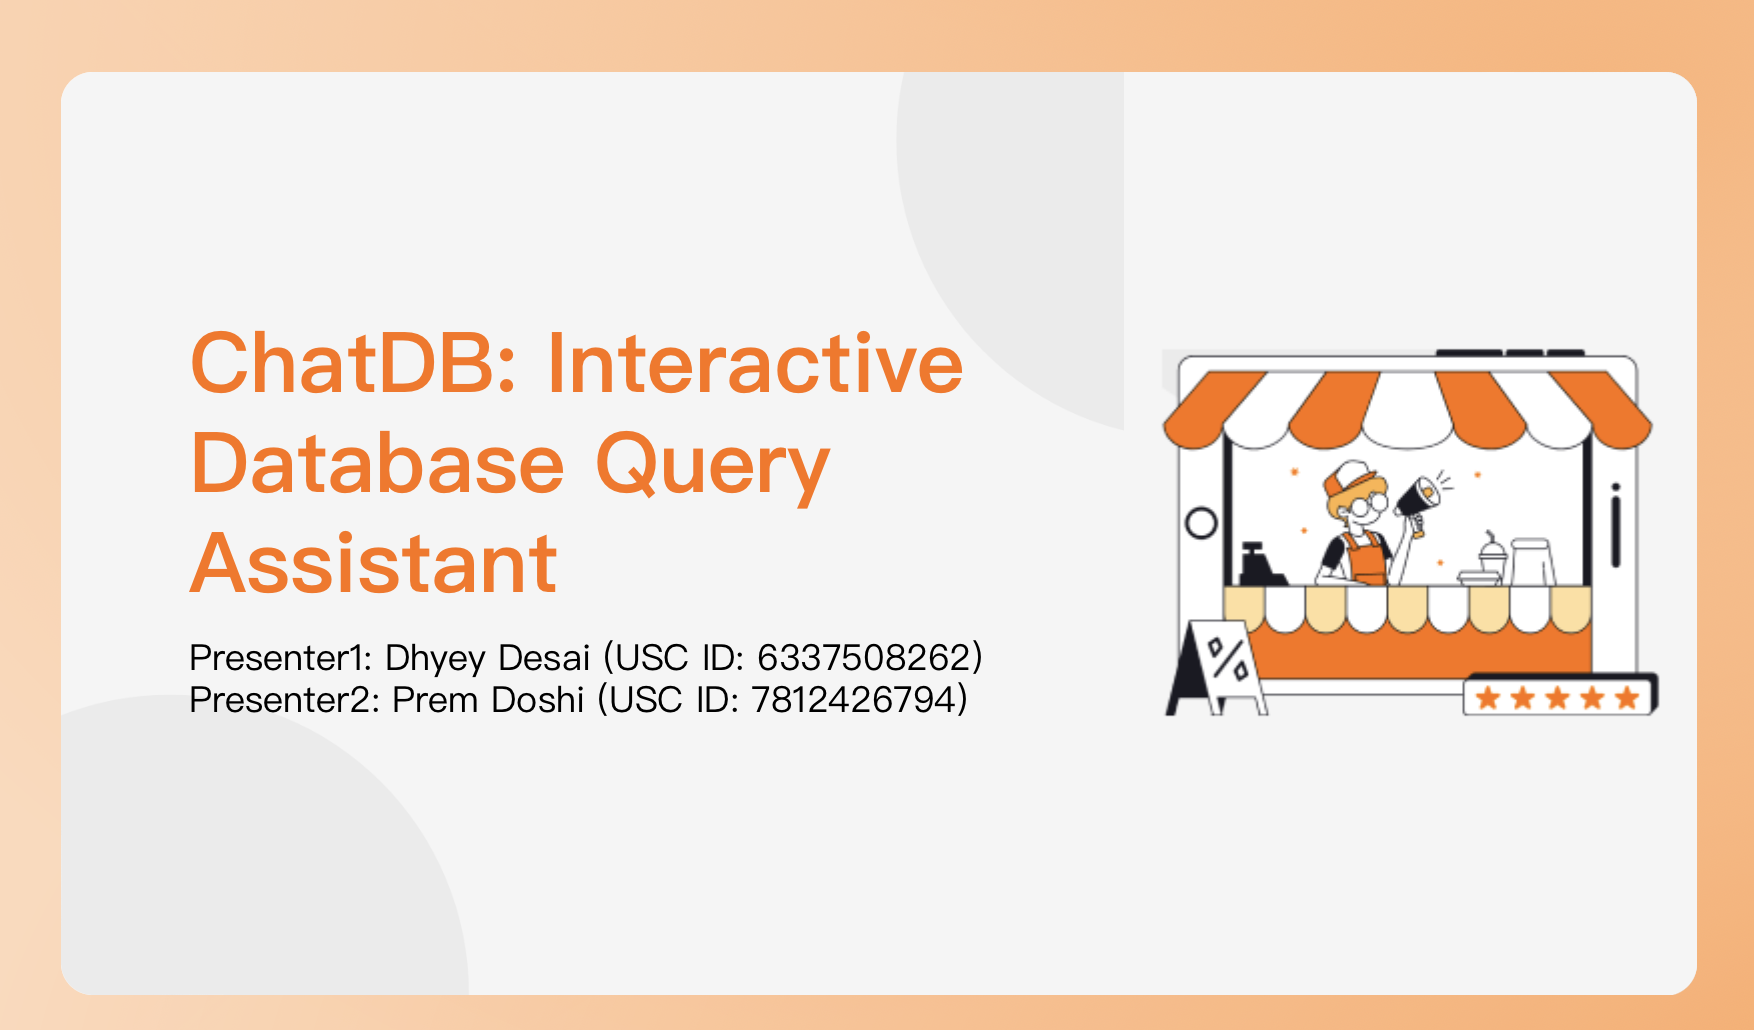 ChatDB: Interactive
Database Query
Assistant
Presenter1: Dhyey Desai (USC ID: 6337508262)
Presenter2: Prem Doshi (USC ID: 7812426794)
%